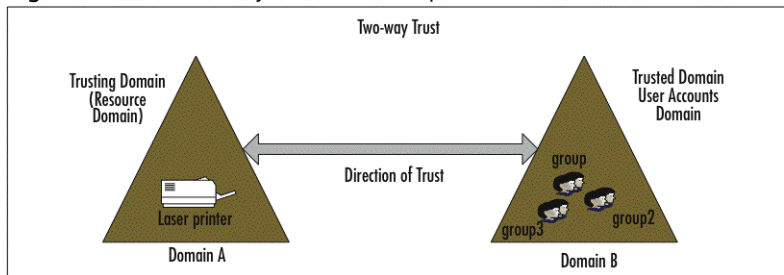 Two-way Trust
Trusting Domain
(Resource
Domain)
Trusted Domain
User Accounts
Domain
Direction of Trust
Laser printer
group
group2
group3
Domain A
Domain B